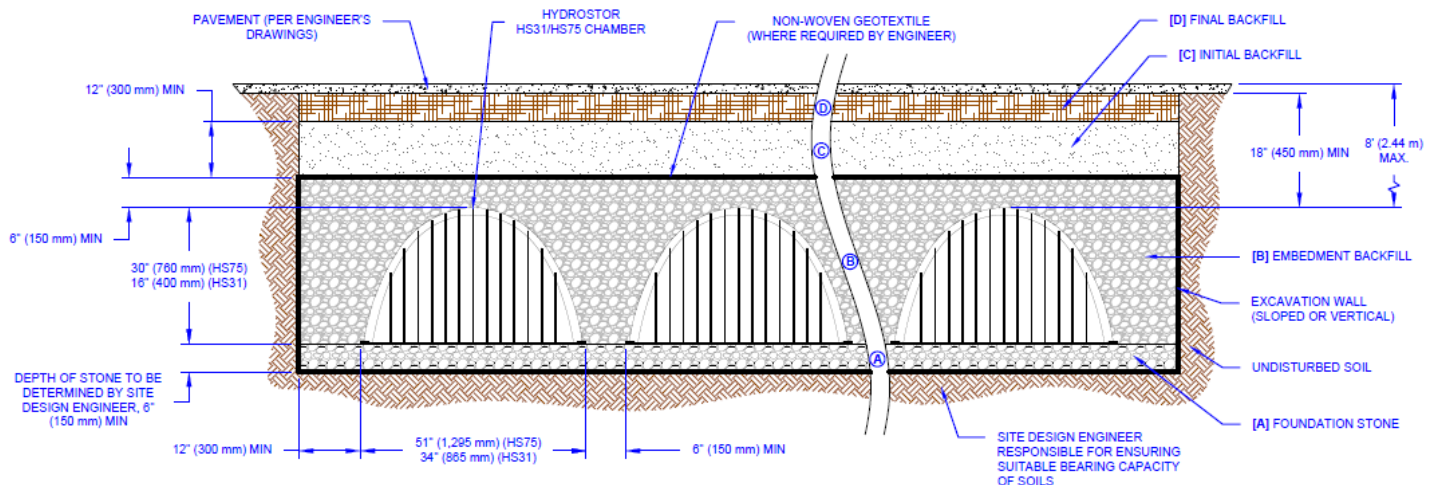 PAVEMENT (PER ENGINEER'S
DRAWINGS)
HYDROSTOR
HS31/HS75 CHAMBER
NON-WOVEN GEOTEXTILE
(WHERE REQUIRED BY ENGINEER)
[D] FINAL BACKFILL
[C] INITIAL BACKFILL
12" (300 mm) MIN
D
C
18" (450 mm) MIN
8' (2.44 m)
MAX.
6" (150 mm) MIN
30" (760 mm) (HS75)
16" (400 mm) (HS31)
B
[B] EMBEDMENT BACKFILL
EXCAVATION WALL
(SLOPED OR VERTICAL)
A
UNDISTURBED SOIL
DEPTH OF STONE TO BE
DETERMINED BY SITE
DESIGN ENGINEER, 6"
(150 mm) MIN
[A] FOUNDATION STONE
12" (300 mm) MIN
51" (1,295 mm) (HS75)
34" (865 mm) (HS31)
6" (150 mm) MIN
SITE DESIGN ENGINEER
RESPONSIBLE FOR ENSURING
SUITABLE BEARING CAPACITY
OF SOILS